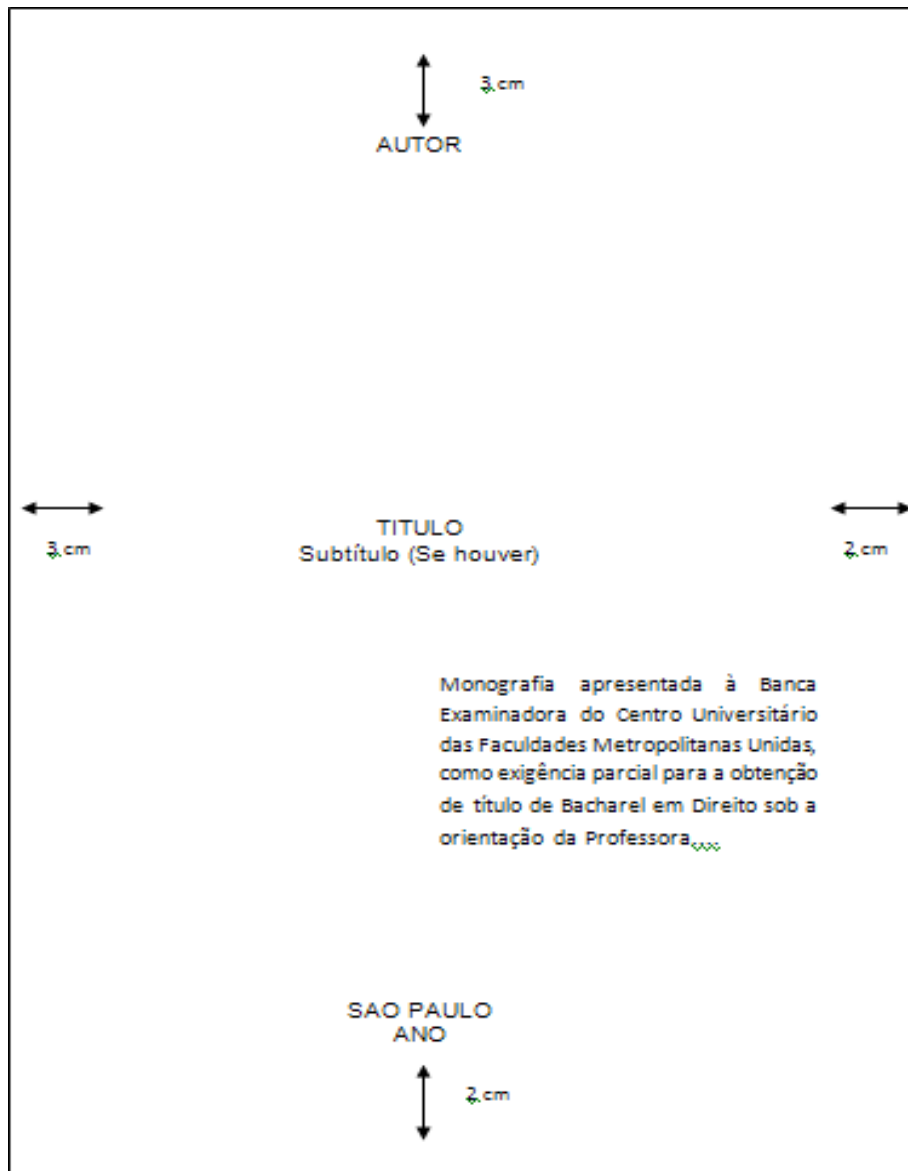 3 cm
AUTOR
TITULO
Subtítulo (Se houver)
3 cm
2 cm
Monografia apresentada à Banca
Examinadora do Centro Universitário
das Faculdades Metropolitanas Unidas,
como exigência parcial para a obtenção
de título de Bacharel em Direito sob a
orientação da Professora....
SAO PAULO
ANO
2 cm